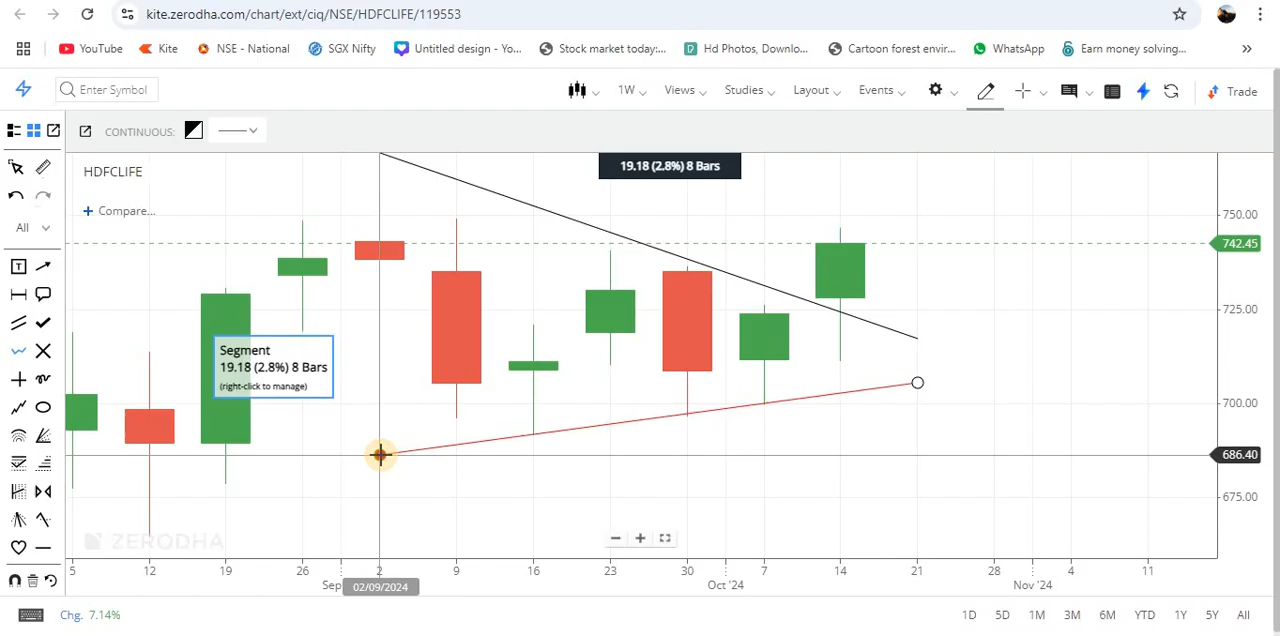 kite.zerodha.com/chart/ext/ciq/NSE/HDFCLIFE/119553
YouTube Kite NSE - National SGX Nifty Untitled design - Yo... Stock market today:... Hd Photos, Downlo... Cartoon forest envir... WhatsApp Earn money solving... »
Enter Symbol 1W Views Studies Layout Events Trade
CONTINUOUS:
19.18 (2.8%) 8 Bars
HDFCLIFE
+ Compare...
All
750.00
742.45
725.00
Segment
19.18 (2.8%) 8 Bars
(right-click to manage)
700.00
686.40
675.00
ZERODHA
5 12 19 26 2 9 16 23 30 7 14 21 28 4 11
Sep 02/09/2024 Oct '24 Nov '24
Chg. 7.14% 1D 5D 1M 3M 6M YTD 1Y 5Y All